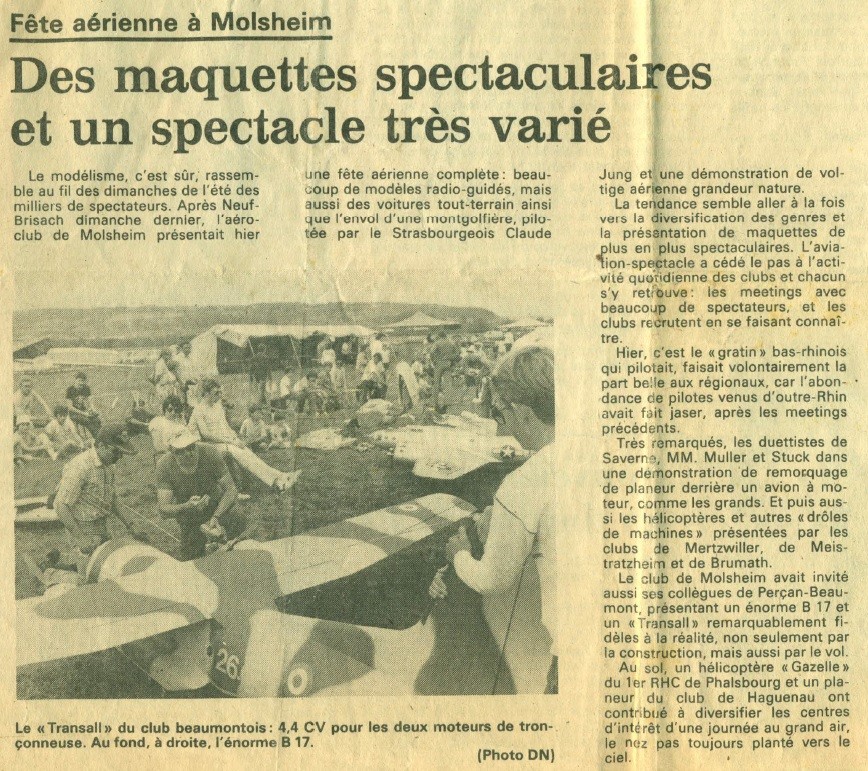 Fête aérienne à Molsheim
Des maquettes spectaculaires
et un spectacle très varié
Le modélisme, c'est sûr, rassem-
ble au fil des dimanches de l'été des
milliers de spectateurs. Après Neuf-
Brisach dimanche dernier, l'aéro-
club de Molsheim présentait hier
une fête aérienne complète : beau-
coup de modèles radio-guidés, mais
aussi des voitures tout-terrain ainsi
que l'envol d'une montgolfière, pilo-
tée par le Strasbourgeois Claude
Jung et une démonstration de vol-
tige aérienne grandeur nature.
La tendance semble aller à la fois
vers la diversification des genres et
la présantation de maquettes de
plus en plus spectaculaires. L'avia-
tion-spectacle a cédé le pas à l'acti-
vité quotidienne des clubs et chacun
s'y retrouve : les meetings avec
beaucoup de spectateurs, et les
clubs recrutent en se faisant connaî-
tre.
Hier, c'est le « gratin » bas-rhinois
qui pilotait, faisait volontairement la
part belle aux régionaux, car l'abon-
dance de pilotes venus d'outre-Rhin
avait fait jaser, après les meetings
précédents.
Très remarqués, les duettistes de
Saverne, MM. Muller et Stuck dans
une démonstration de remorquage
de planeur derrière un avion à mo-
teur, comme les grands. Et puis aus-
si les hélicoptères et autres « drôles
de machines » présentées par les
clubs de Mertzwiller, de Meis-
tratzheim et de Brumath.
Le club de Molsheim avait invité
aussi ses collègues de Perçan-Beau-
mont, présentant un énorme B 17 et
un « Transall » remarquablement fi-
dèles à la réalité, non seulement par
la construction, mais aussi par le vol.
Au sol, un hélicoptère « Gazelle »
du 1er RHC de Phalsbourg et un pla-
neur du club de Haguenau ont
contribué à diversifier les centres
d'intérêt d'une journée au grand air,
le nez pas toujours planté vers le
ciel.
26
Le « Transall » du club beaumontois : 4,4 CV pour les deux moteurs de tron-
çonneuse. Au fond, à droite, l'énorme B 17.
(Photo DN)